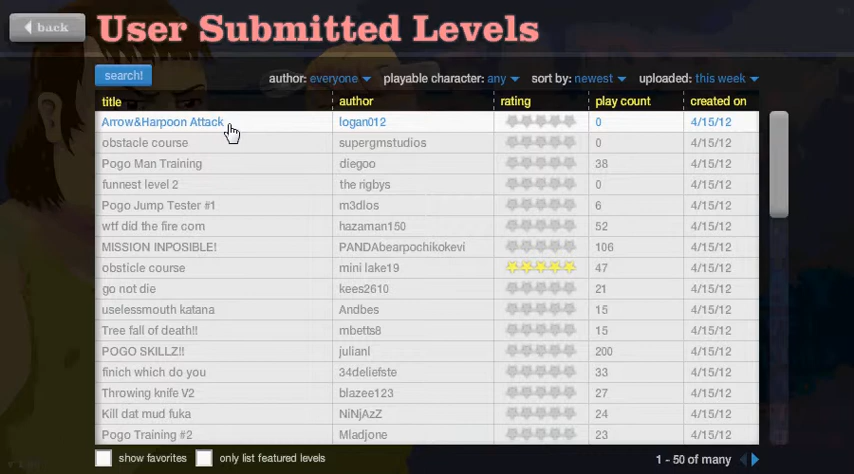 back
User Submitted Levels
search!
author: everyone playable character: any sort by: newest uploaded: this week
title author rating play count created on
Arrow&Harpoon Attack logan012 0 4/15/12
obstacle course supergmstudios 0 4/15/12
Pogo Man Training diegoo 38 4/15/12
funnest level 2 the rigbys 0 4/15/12
Pogo Jump Tester #1 m3dlos 6 4/15/12
wtf did the fire com hazaman150 52 4/15/12
MISSION INPOSIBLE! PANDAbearpochikokevi 106 4/15/12
obsticle course mini lake19 47 4/15/12
go not die kees2610 21 4/15/12
uselessmouth katana Andbes 15 4/15/12
Tree fall of death!! mbetts8 15 4/15/12
POGO SKILLZ!! julianl 200 4/15/12
finich which do you 34deliefste 33 4/15/12
Throwing knife V2 blazee123 27 4/15/12
Kill dat mud fuka NiNjAzZ 24 4/15/12
Pogo Training #2 Mladjone 23 4/15/12
show favorites only list featured levels 1 - 50 of many